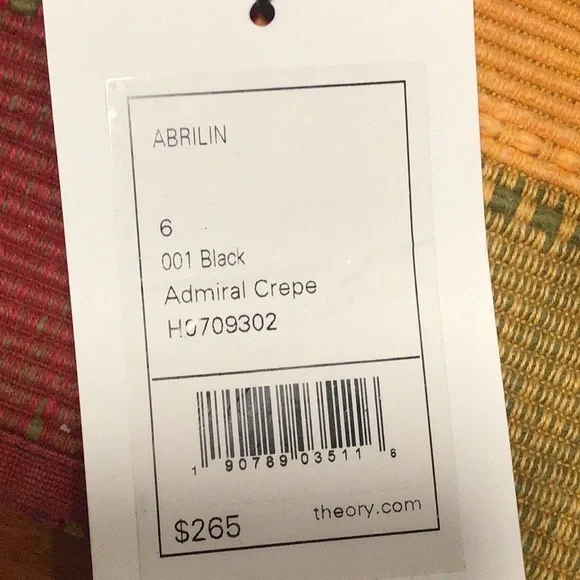 ABRILIN
6
001 Black
Admiral Crepe
H0709302
1 90789 03511 6
$265
theory.com